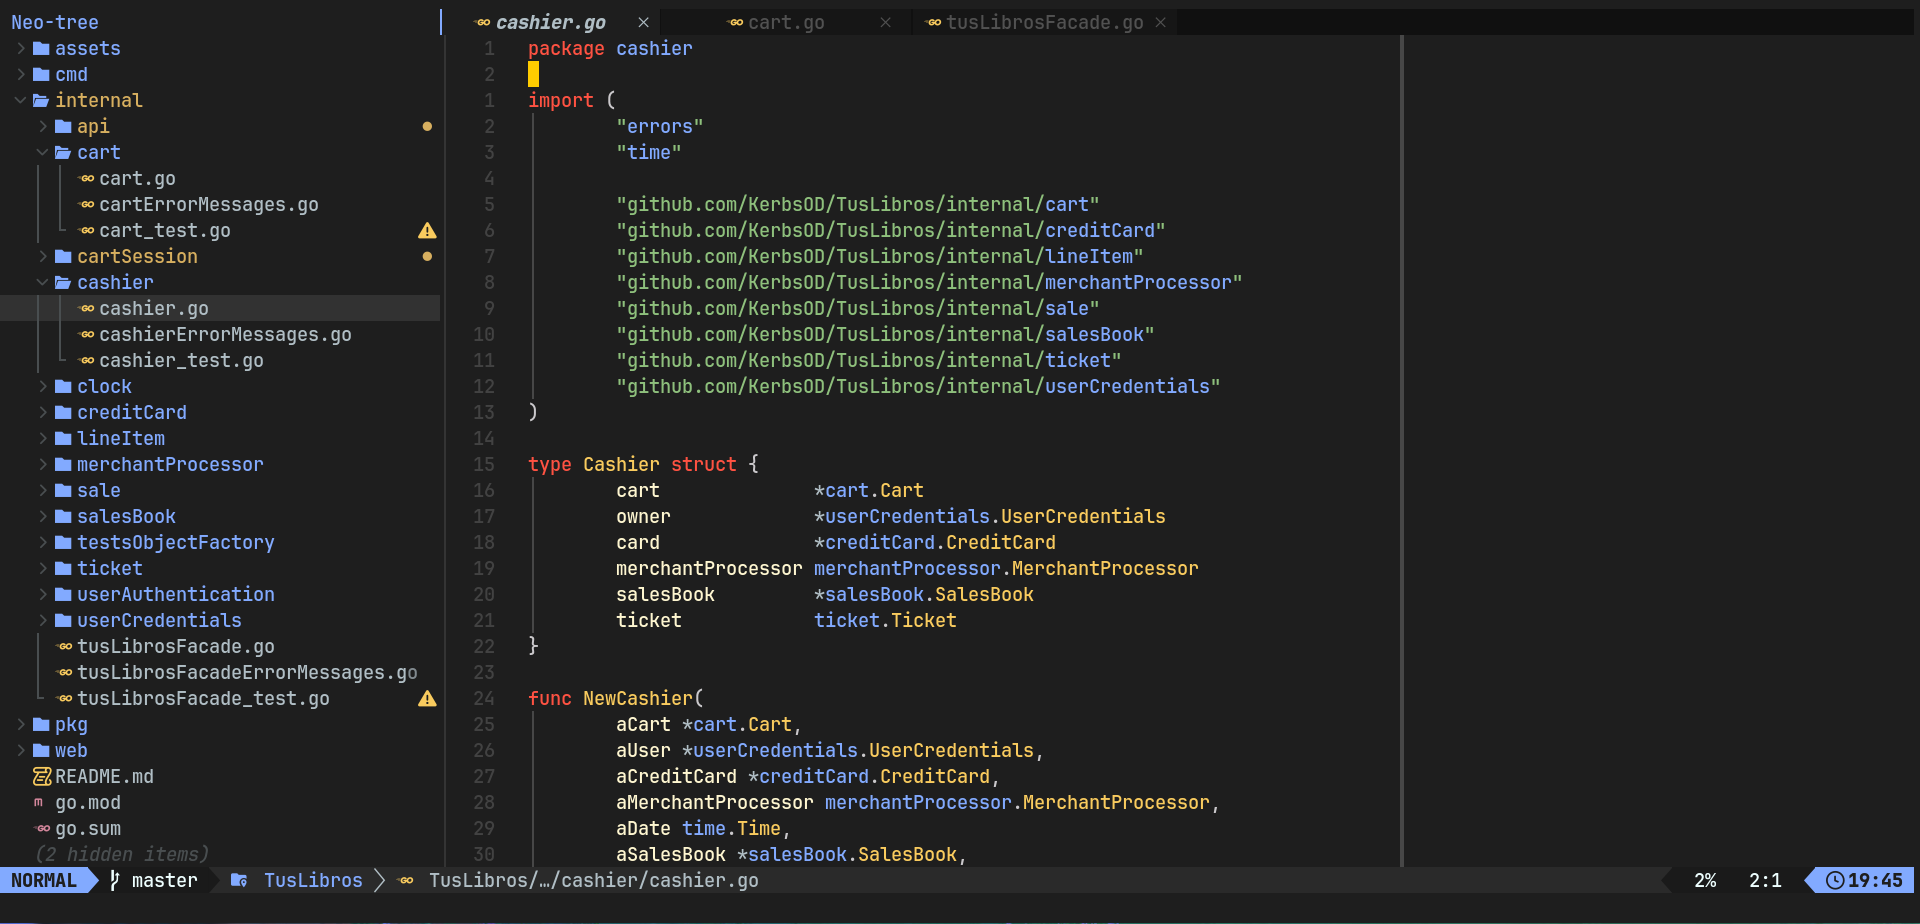 Neo-tree
assets
cmd
internal
api
cart
cart.go
cartErrorMessages.go
cart_test.go
cartSession
cashier
cashier.go
cashierErrorMessages.go
cashier_test.go
clock
creditCard
lineItem
merchantProcessor
sale
salesBook
testsObjectFactory
ticket
userAuthentication
userCredentials
tusLibrosFacade.go
tusLibrosFacadeErrorMessages.go
tusLibrosFacade_test.go
pkg
web
README.md
go.mod
go.sum
(2 hidden items)
cashier.go cart.go tusLibrosFacade.go
1 package cashier
2
1 import (
2 "errors"
3 "time"
4
5 "github.com/KerbsOD/TusLibros/internal/cart"
6 "github.com/KerbsOD/TusLibros/internal/creditCard"
7 "github.com/KerbsOD/TusLibros/internal/lineItem"
8 "github.com/KerbsOD/TusLibros/internal/merchantProcessor"
9 "github.com/KerbsOD/TusLibros/internal/sale"
10 "github.com/KerbsOD/TusLibros/internal/salesBook"
11 "github.com/KerbsOD/TusLibros/internal/ticket"
12 "github.com/KerbsOD/TusLibros/internal/userCredentials"
13 )
14
15 type Cashier struct {
16 cart *cart.Cart
17 owner *userCredentials.UserCredentials
18 card *creditCard.CreditCard
19 merchantProcessor merchantProcessor.MerchantProcessor
20 salesBook *salesBook.SalesBook
21 ticket ticket.Ticket
22 }
23
24 func NewCashier(
25 aCart *cart.Cart,
26 aUser *userCredentials.UserCredentials,
27 aCreditCard *creditCard.CreditCard,
28 aMerchantProcessor merchantProcessor.MerchantProcessor,
29 aDate time.Time,
30 aSalesBook *salesBook.SalesBook,
NORMAL master TusLibros TusLibros/…/cashier/cashier.go 2% 2:1 19:45